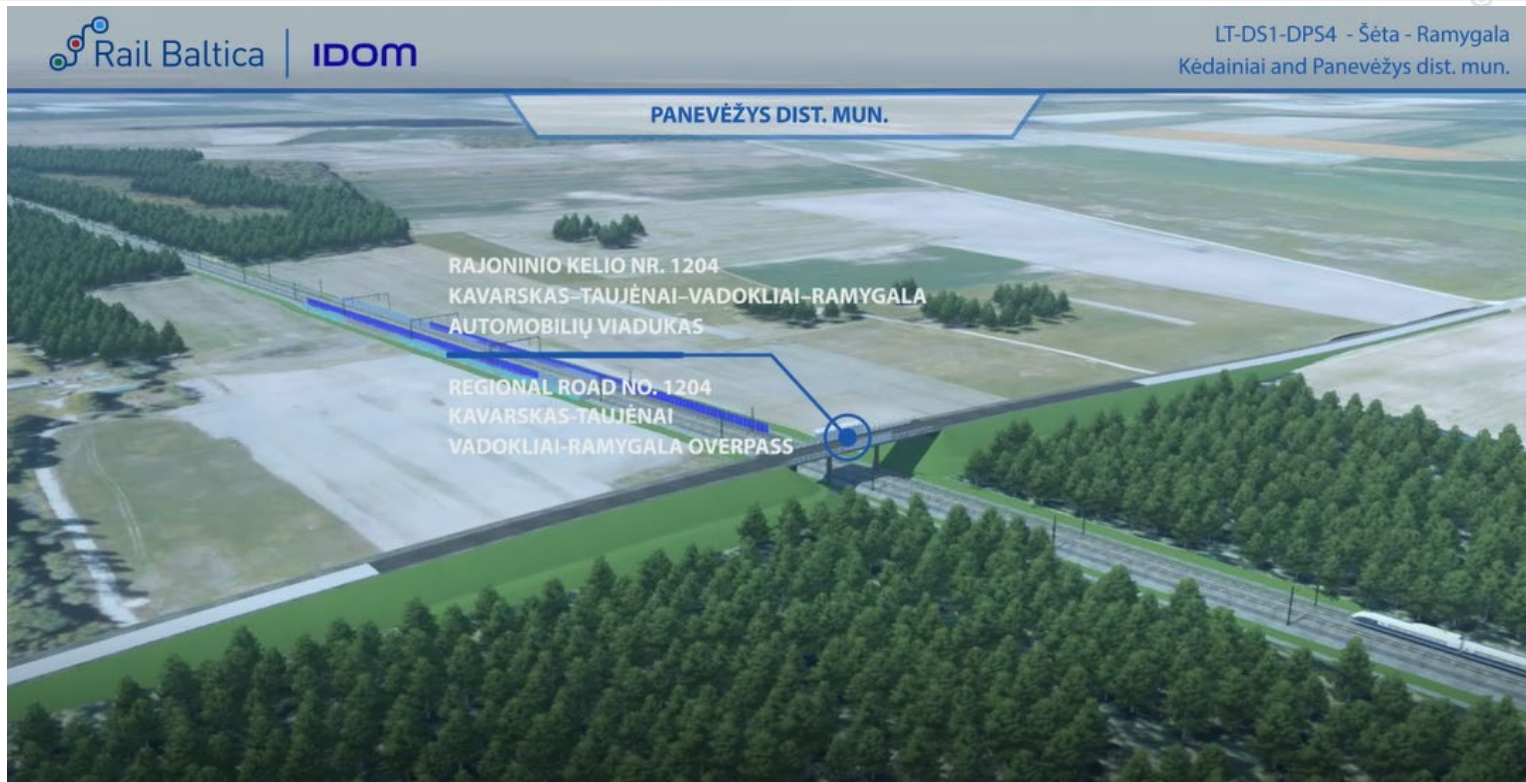 Rail Baltica
IDOM
LT-DS1-DPS4 - Šėta - Ramygala
Kėdainiai and Panevėžys dist. mun.
PANEVĖŽYS DIST. MUN.
RAJONINIO KELIO NR. 1204
KAVARSKAS–TAUJĖNAI–VADOKLIAI–RAMYGALA
AUTOMOBILIŲ VIADUKAS
REGIONAL ROAD NO. 1204
KAVARSKAS-TAUJĖNAI
VADOKLIAI-RAMYGALA OVERPASS